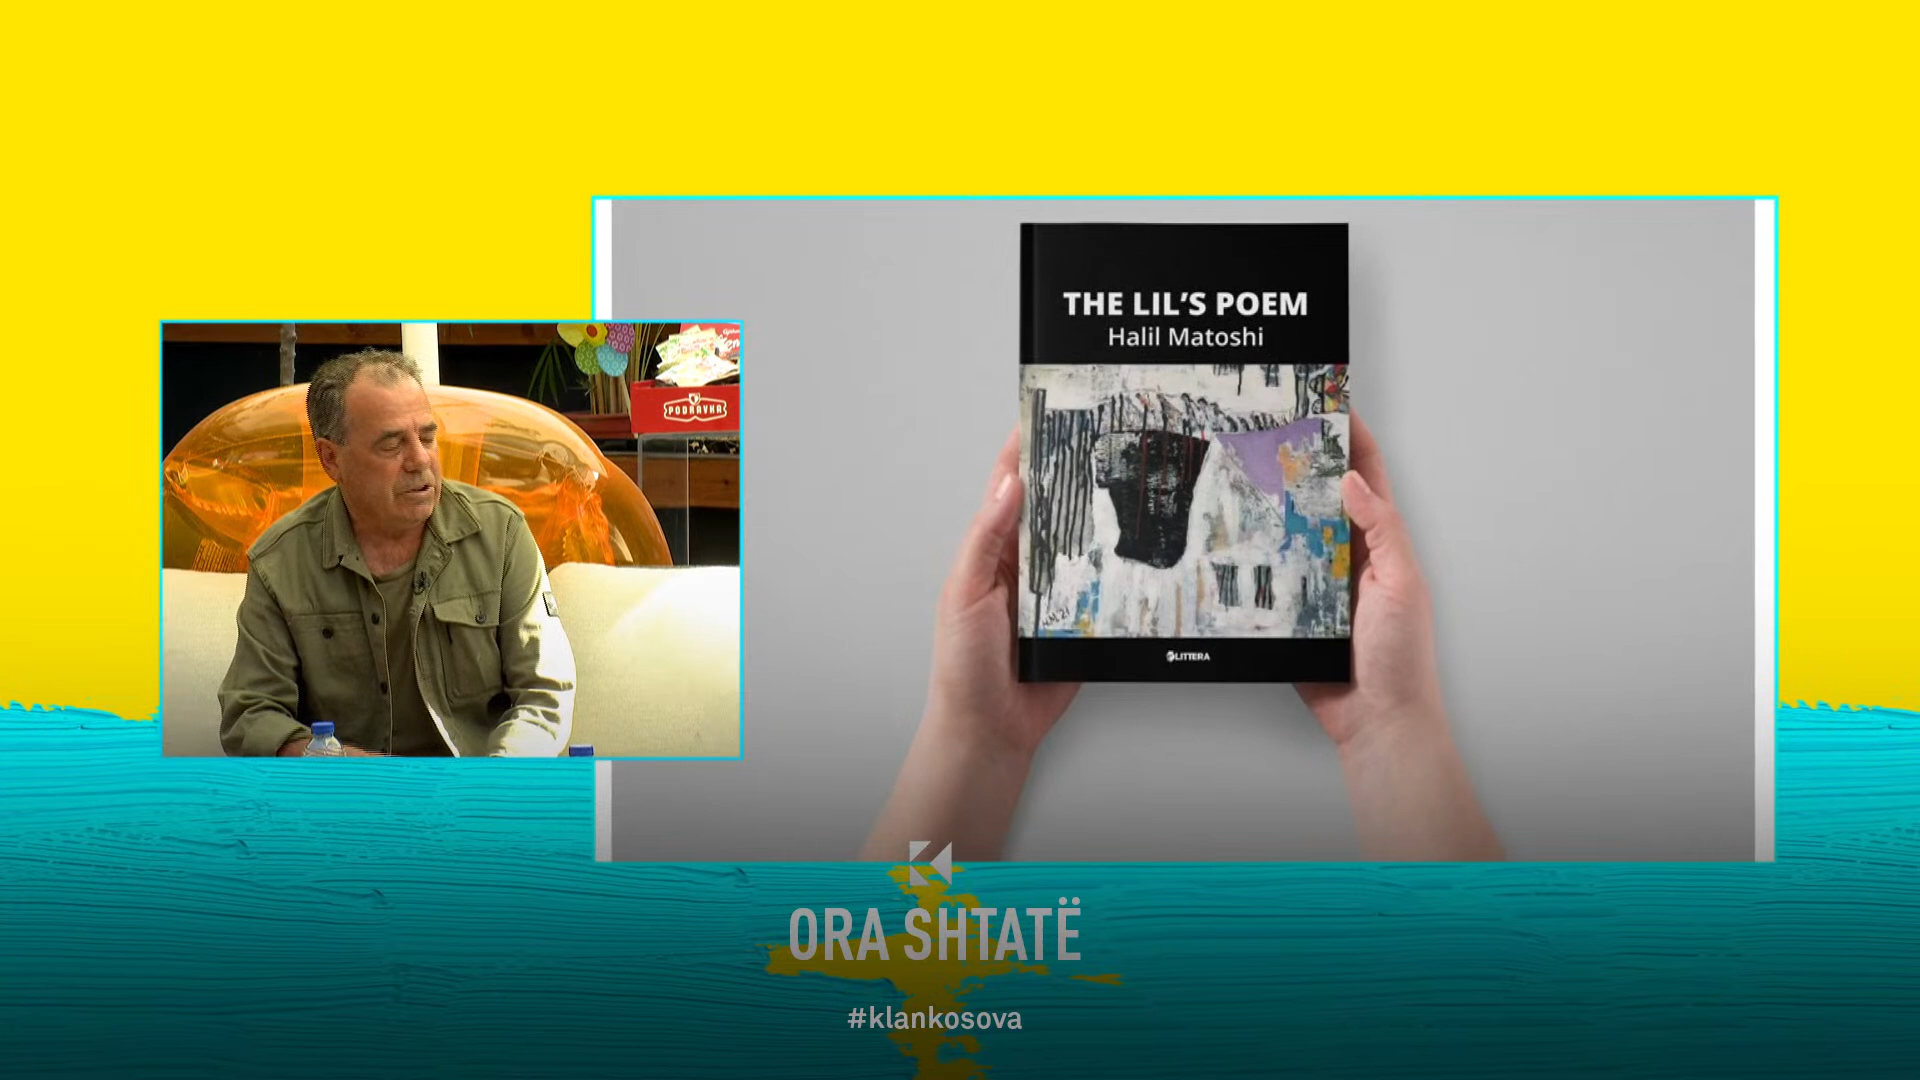 THE LIL'S POEM
Halil Matoshi
PODRAVKA
LITTERA
ORA SHTATË
#klankosova